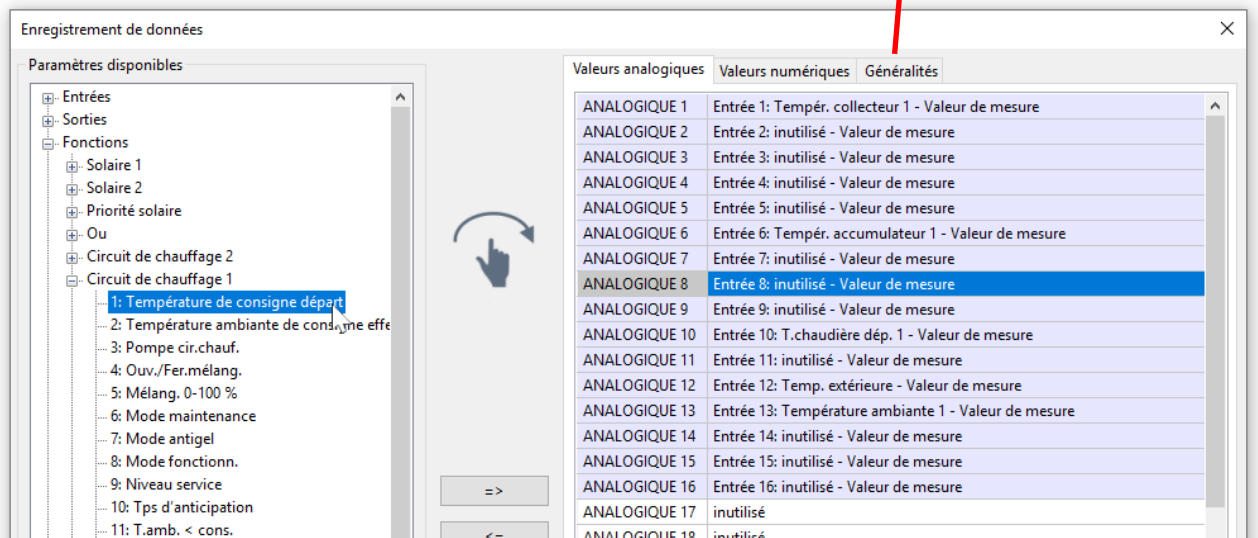 Enregistrement de données
Paramètres disponibles
Entrées
Sorties
Fonctions
Solaire 1
Solaire 2
Priorité solaire
Ou
Circuit de chauffage 2
Circuit de chauffage 1
1: Température de consigne départ
2: Température ambiante de consigne effe
3: Pompe cir.chauf.
4: Ouv./Fer.mélang.
5: Mélang. 0-100 %
6: Mode maintenance
7: Mode antigel
8: Mode fonctionn.
9: Niveau service
10: Tps d'anticipation
11: T.amb. < cons.
=>
<=
Valeurs analogiques Valeurs numériques Généralités
ANALOGIQUE 1 Entrée 1: Tempér. collecteur 1 - Valeur de mesure
ANALOGIQUE 2 Entrée 2: inutilisé - Valeur de mesure
ANALOGIQUE 3 Entrée 3: inutilisé - Valeur de mesure
ANALOGIQUE 4 Entrée 4: inutilisé - Valeur de mesure
ANALOGIQUE 5 Entrée 5: inutilisé - Valeur de mesure
ANALOGIQUE 6 Entrée 6: Tempér. accumulateur 1 - Valeur de mesure
ANALOGIQUE 7 Entrée 7: inutilisé - Valeur de mesure
ANALOGIQUE 8 Entrée 8: inutilisé - Valeur de mesure
ANALOGIQUE 9 Entrée 9: inutilisé - Valeur de mesure
ANALOGIQUE 10 Entrée 10: T.chaudière dép. 1 - Valeur de mesure
ANALOGIQUE 11 Entrée 11: inutilisé - Valeur de mesure
ANALOGIQUE 12 Entrée 12: Temp. extérieure - Valeur de mesure
ANALOGIQUE 13 Entrée 13: Température ambiante 1 - Valeur de mesure
ANALOGIQUE 14 Entrée 14: inutilisé - Valeur de mesure
ANALOGIQUE 15 Entrée 15: inutilisé - Valeur de mesure
ANALOGIQUE 16 Entrée 16: inutilisé - Valeur de mesure
ANALOGIQUE 17 inutilisé
ANALOGIQUE 18 inutilisé